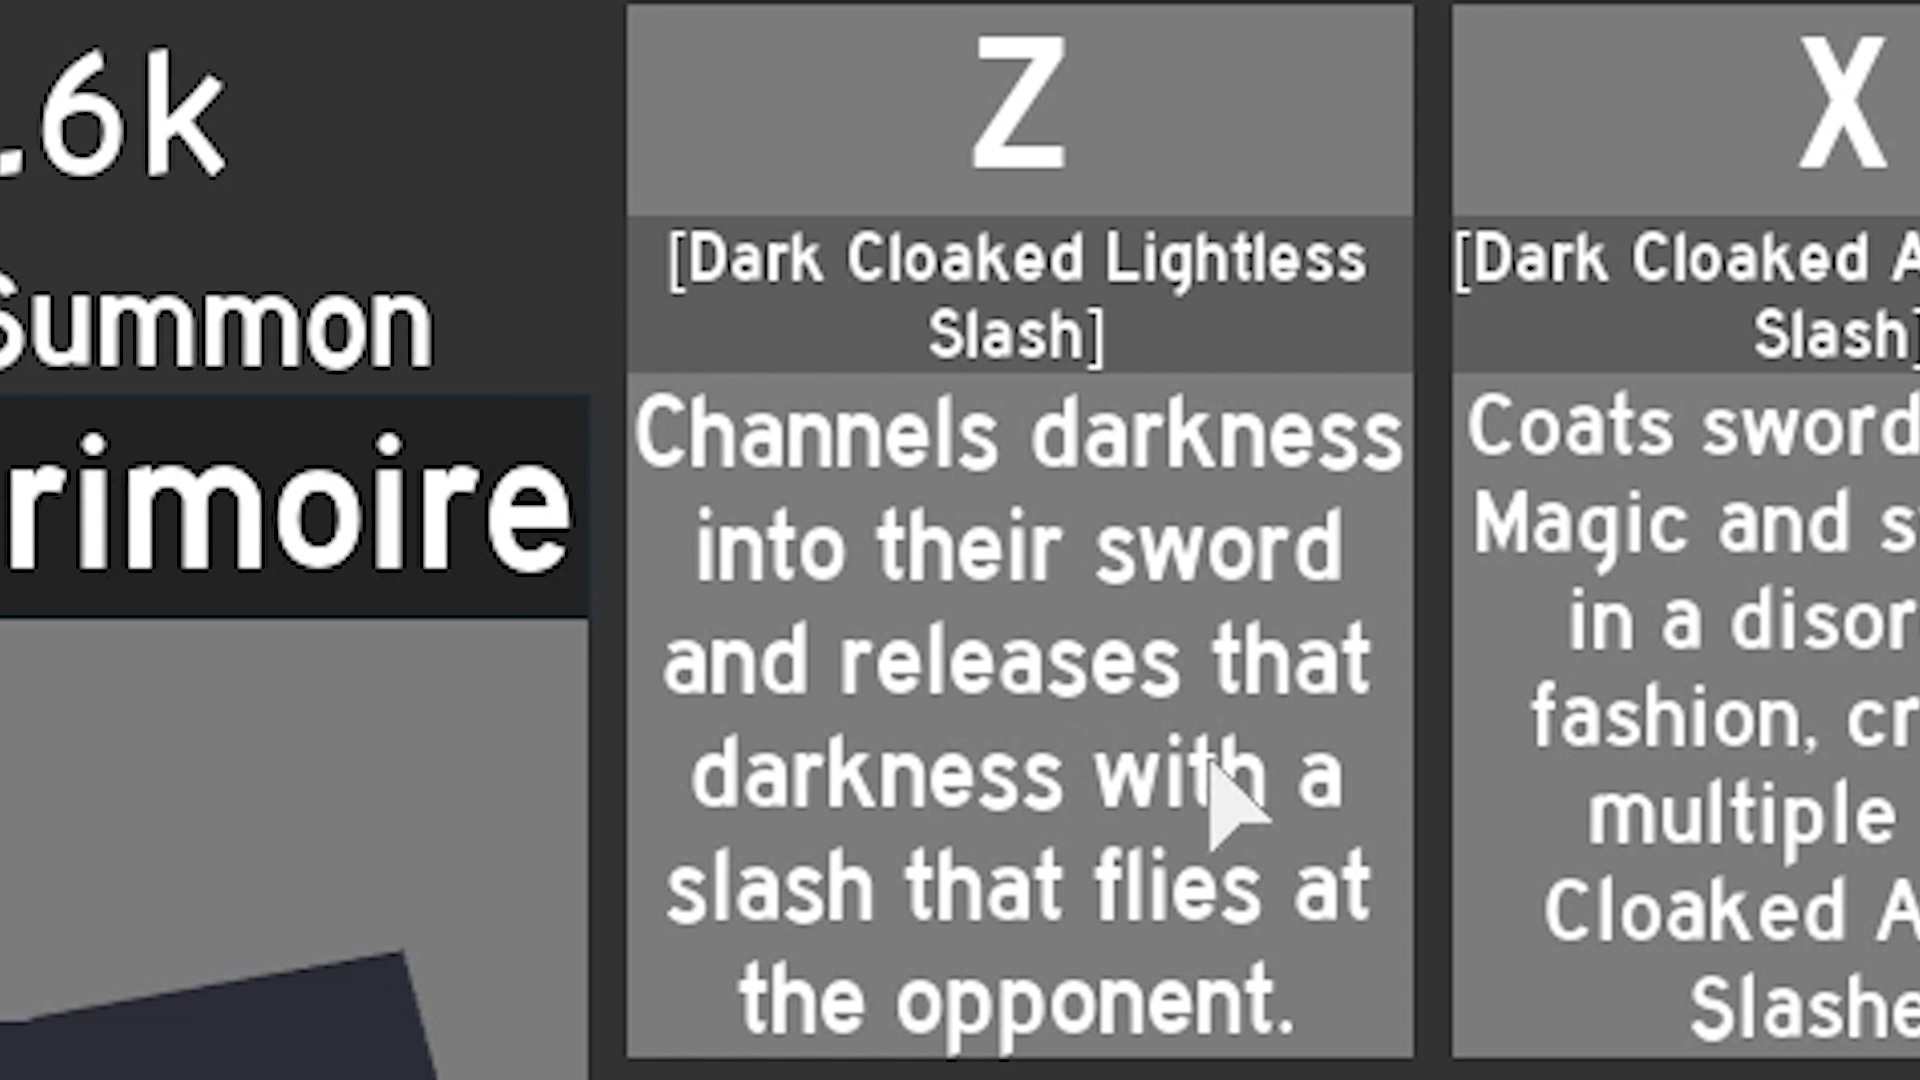 .6k
Summon
rimoire
Z
[Dark Cloaked Lightless
Slash]
Channels darkness
into their sword
and releases that
darkness with a
slash that flies at
the opponent.
X
[Dark Cloaked A
Slash]
Coats sword
Magic and s
in a disor
fashion, cr
multiple
Cloaked A
Slashe